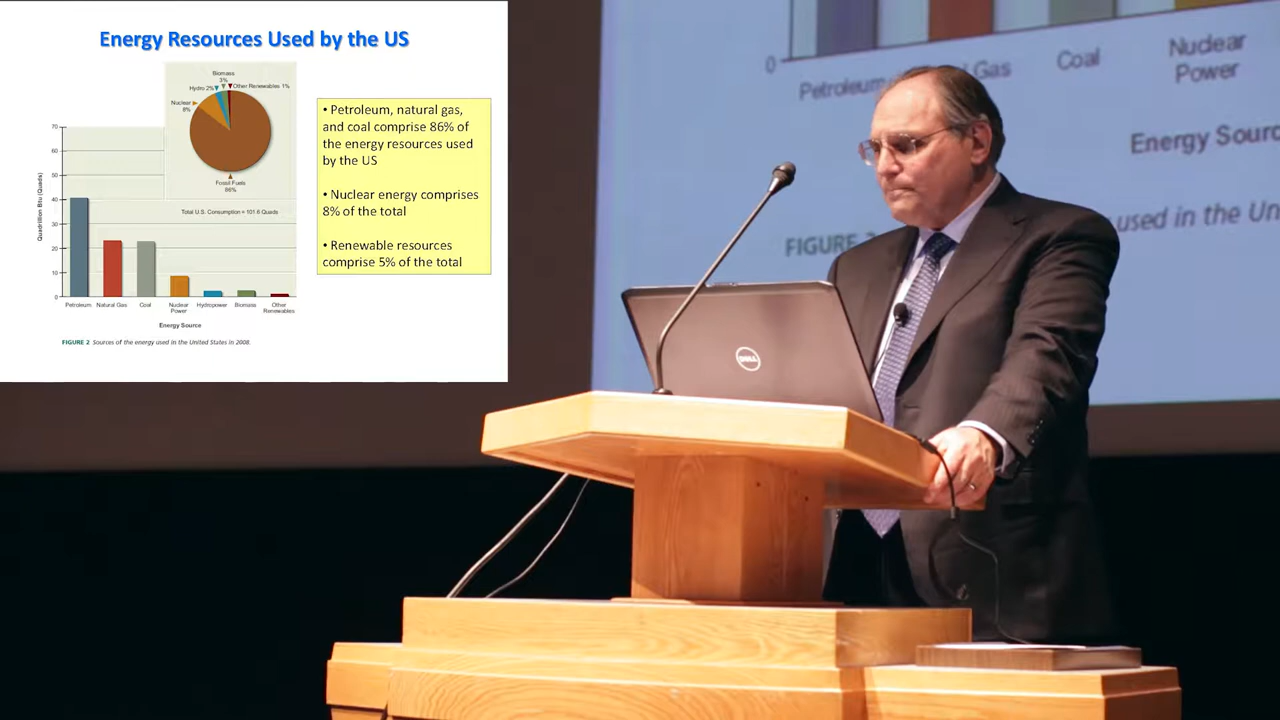 Energy Resources Used by the US
Biomass
3%
Hydro 2%
Other Renewables 1%
Nuclear
8%
Fossil Fuels
86%
Total U.S. Consumption = 101.6 Quads
Quadrillion Btu (Quads)
70
60
50
40
30
20
10
0
Petroleum
Natural Gas
Coal
Nuclear
Power
Hydropower
Biomass
Other
Renewables
Energy Source
FIGURE 2 Sources of the energy used in the United States in 2008.
• Petroleum, natural gas,
and coal comprise 86% of
the energy resources used
by the US
• Nuclear energy comprises
8% of the total
• Renewable resources
comprise 5% of the total
0
Petroleum
Gas
Coal
Nuclear
Power
Energy Sourc
FIGURE
used in the Un
DELL